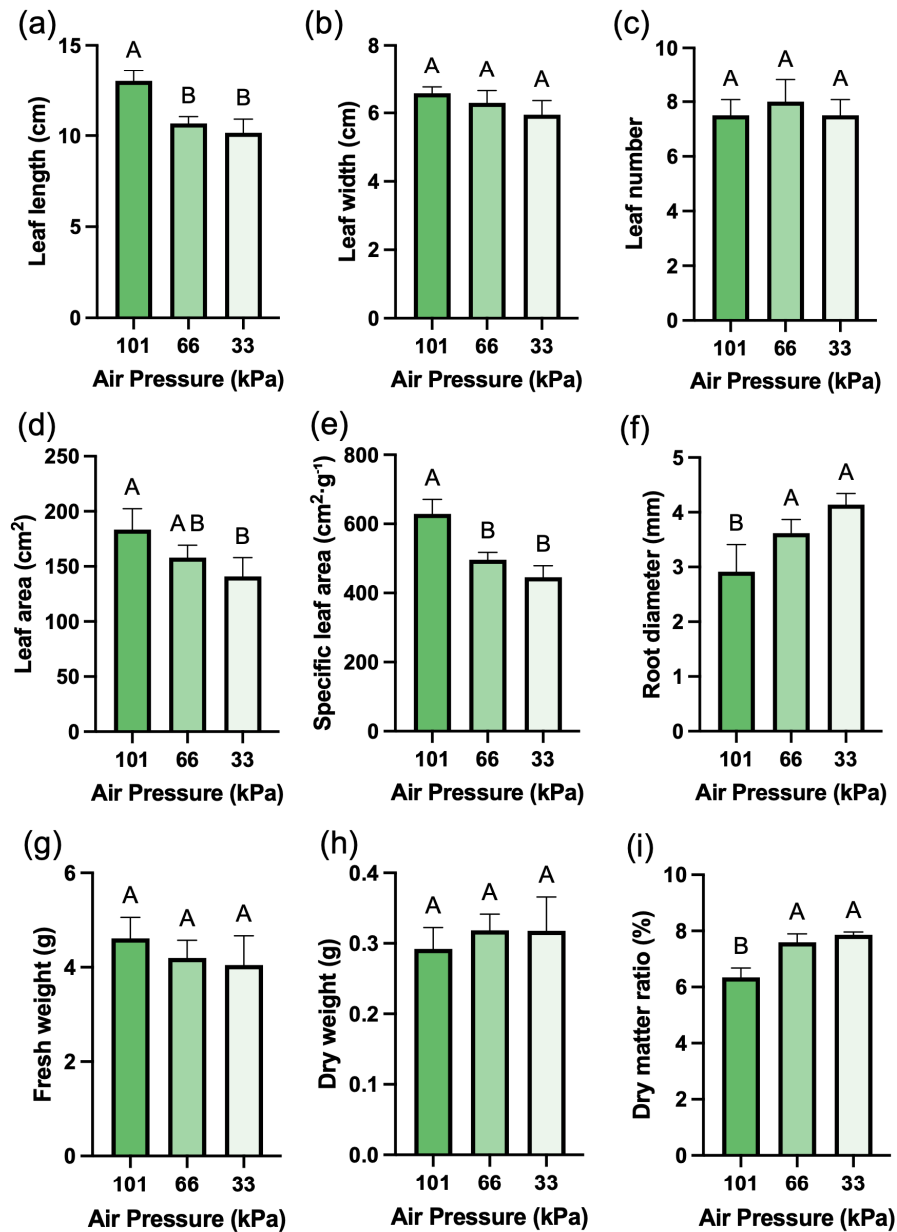 (a)
Leaf length (cm)
15
10
5
0
A
B
B
101 66 33
Air Pressure (kPa)
(b)
Leaf width (cm)
8
6
4
2
0
A
A
A
101 66 33
Air Pressure (kPa)
(c)
Leaf number
10
8
6
4
2
0
A
A
A
101 66 33
Air Pressure (kPa)
(d)
Leaf area (cm²)
250
200
150
100
50
0
A
AB
B
101 66 33
Air Pressure (kPa)
(e)
Specific leaf area (cm²·g⁻¹)
800
600
400
200
0
A
B
B
101 66 33
Air Pressure (kPa)
(f)
Root diameter (mm)
5
4
3
2
1
0
B
A
A
101 66 33
Air Pressure (kPa)
(g)
Fresh weight (g)
6
4
2
0
A
A
A
101 66 33
Air Pressure (kPa)
(h)
Dry weight (g)
0.4
0.3
0.2
0.1
0.0
A
A
A
101 66 33
Air Pressure (kPa)
(i)
Dry matter ratio (%)
10
8
6
4
2
0
B
A
A
101 66 33
Air Pressure (kPa)